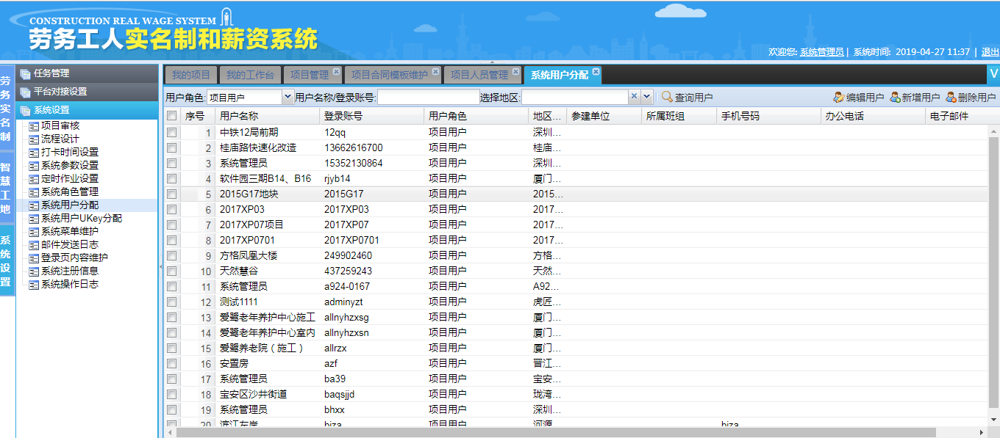 CONSTRUCTION REAL WAGE SYSTEM
劳务工人实名制和薪资系统
欢迎您: 系统管理员 | 系统时间: 2019-04-27 11:37 | 退出
劳务实名制
智慧工地
系统设置
任务管理
平台对接设置
系统设置
项目审核
流程设计
打卡时间设置
系统参数设置
定时作业设置
系统角色管理
系统用户分配
系统用户UKey分配
系统菜单维护
邮件发送日志
登录页内容维护
系统注册信息
系统操作日志
我的项目 我的工作台 项目管理 项目合同模板维护 项目人员管理 系统用户分配 V
用户角色: 项目用户 用户名称/登录账号: 选择地区: 查询用户 编辑用户 新增用户 删除用户
序号 用户名称 登录账号 用户角色 地区... 参建单位 所属班组 手机号码 办公电话 电子邮件
1 中铁12局前期 12qq 项目用户 深圳...
2 桂庙路快速化改造 13662616700 项目用户 桂庙...
3 系统管理员 15352130864 项目用户 深圳...
4 软件园三期B14、B16 rjyb14 项目用户 厦门...
5 2015G17地块 2015G17 项目用户 2015...
6 2017XP03 2017XP03 项目用户 2017...
7 2017XP07项目 2017XP07 项目用户 2017...
8 2017XP0701 2017XP0701 项目用户 2017...
9 方格凤凰大楼 249902460 项目用户 方格...
10 天然慧谷 437259243 项目用户 天然...
11 系统管理员 a924-0167 项目用户 A92...
12 测试1111 adminyzt 项目用户 虎匠...
13 爱鹭老年养护中心施工 allnyhzxsg 项目用户 厦门...
14 爱鹭老年养护中心室内 allnyhzxsn 项目用户 厦门...
15 爱鹭养老院（施工） allrzx 项目用户 厦门...
16 安置房 azf 项目用户 晋江...
17 系统管理员 ba39 项目用户 宝安...
18 宝安区沙井街道 baqsjjd 项目用户 珑湾...
19 系统管理员 bhxx 项目用户 深圳...
20 滨江左岸 bjza 项目用户 河源... bjza